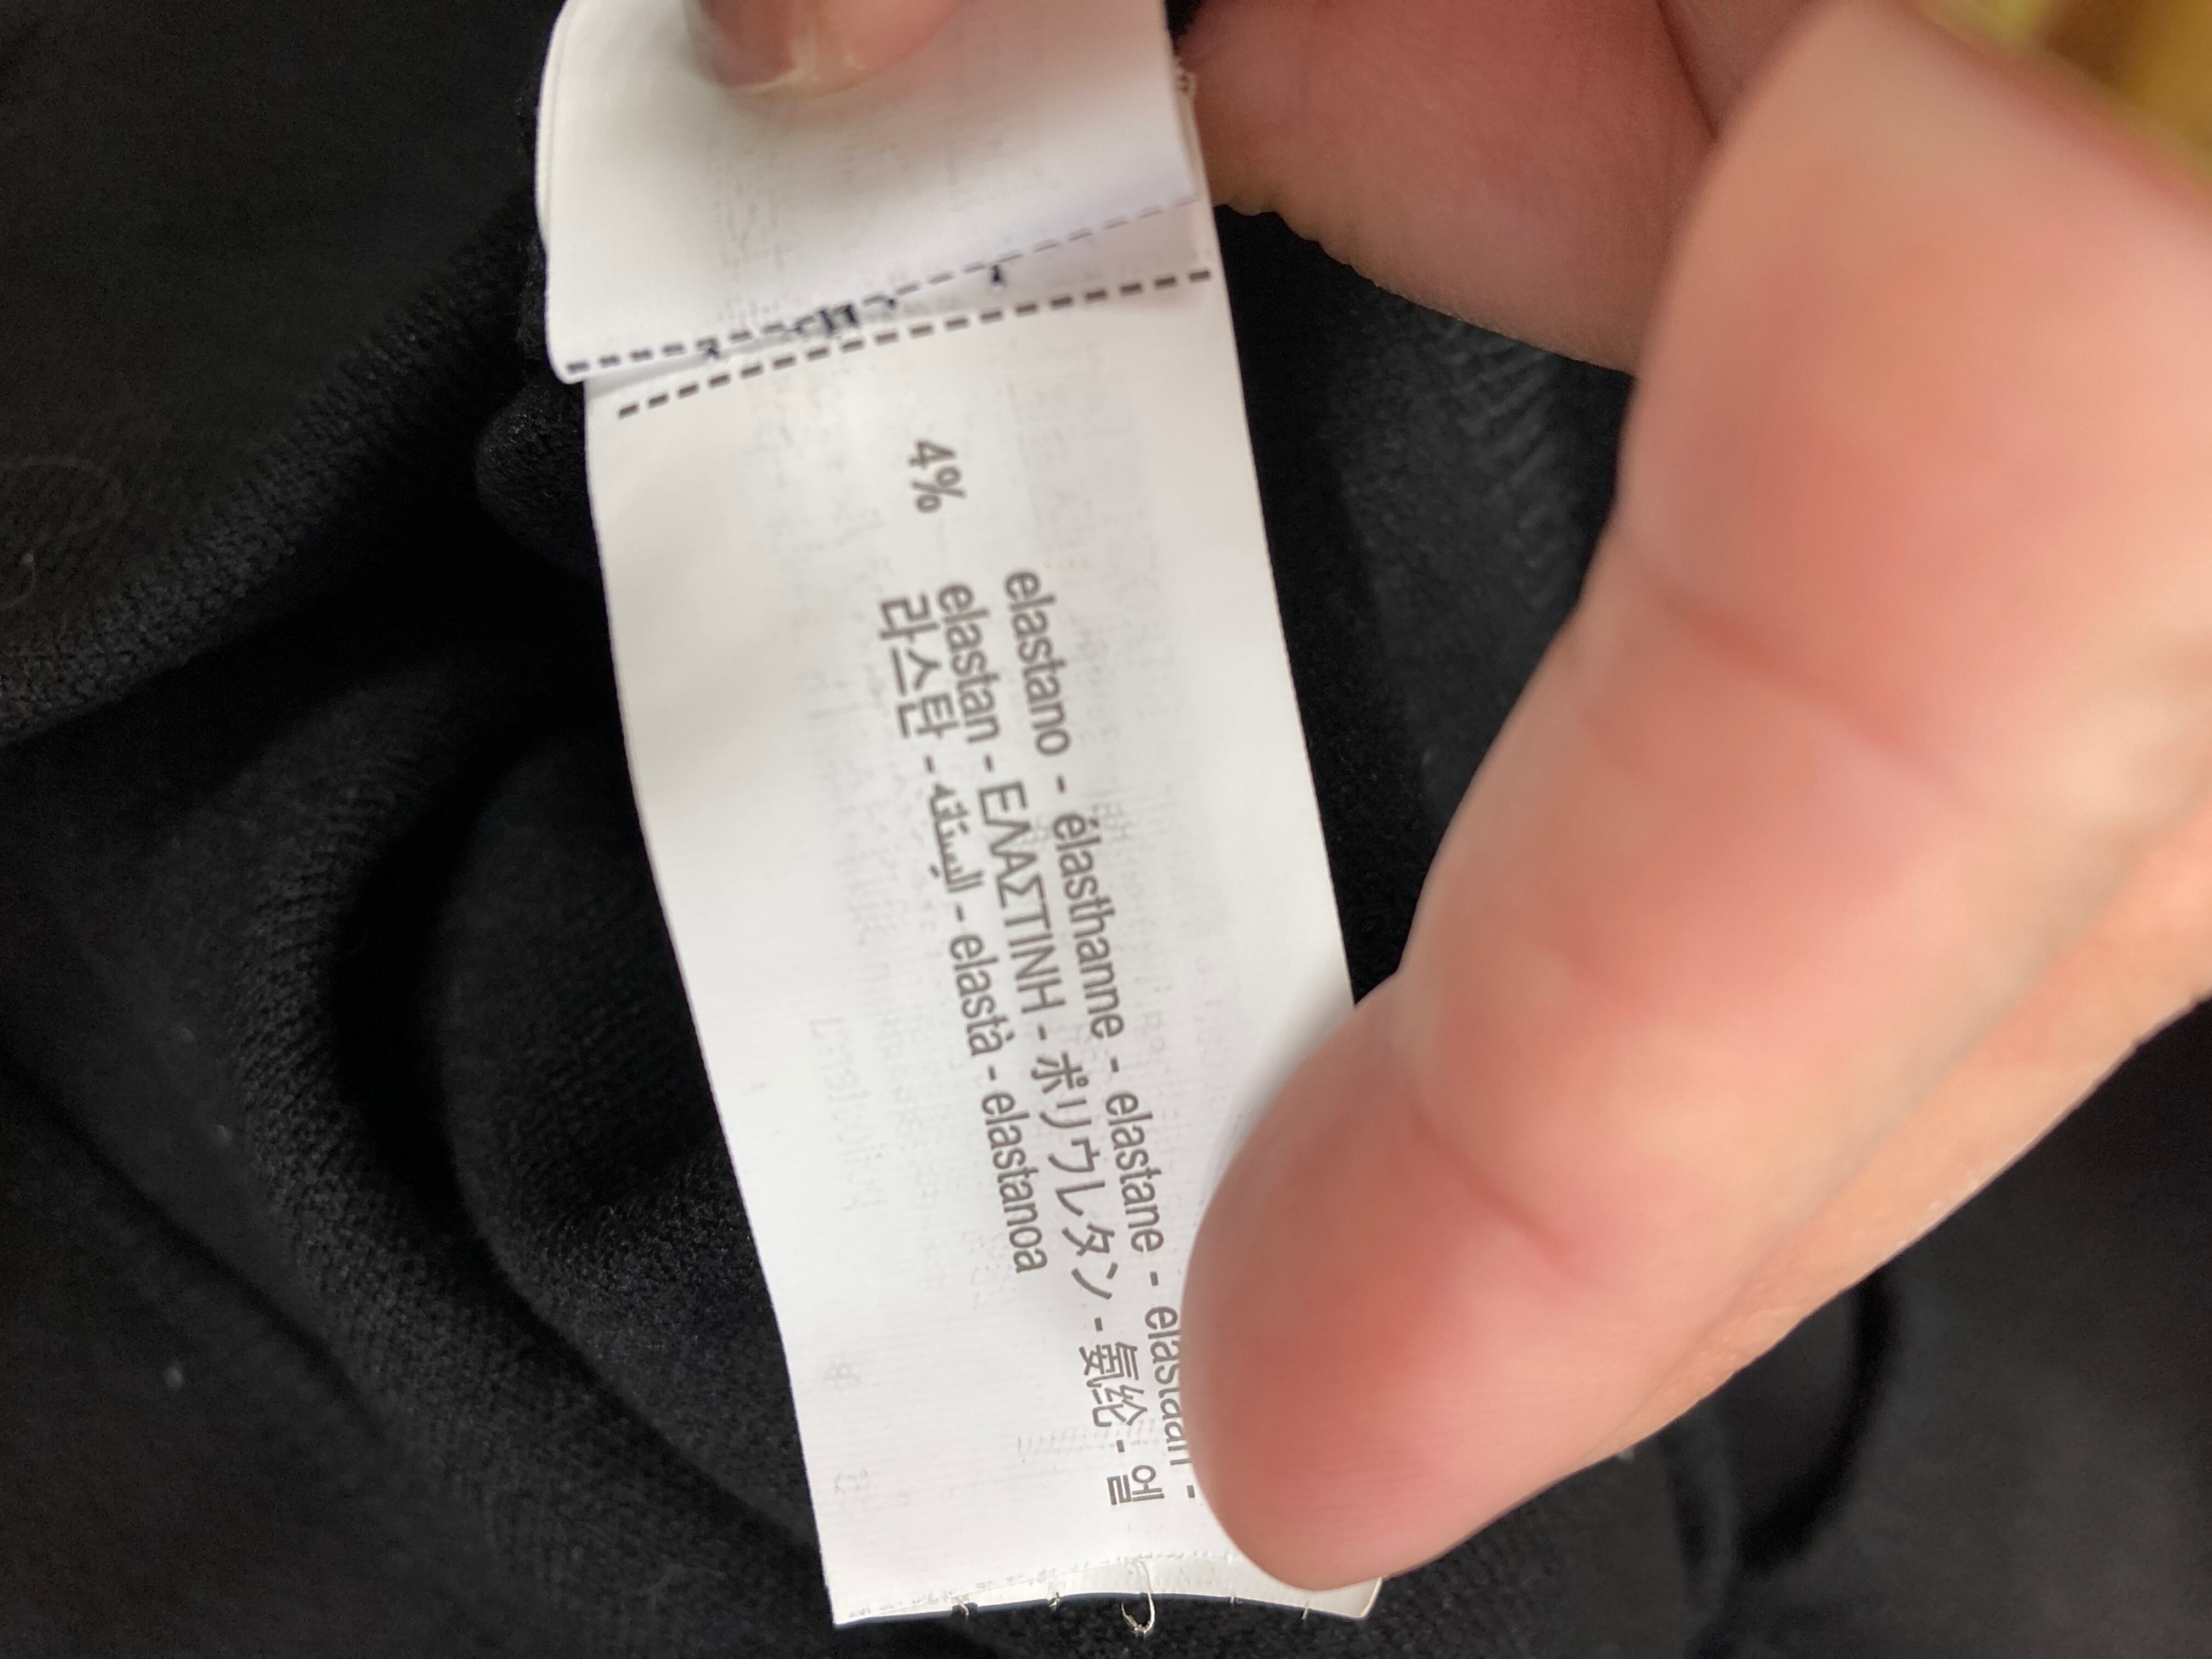 elastano - élasthanne - elastane - elastaan -
4% elastan - ΕΛΑΣΤΙΝΗ - ポリウレタン - 氨纶 - 엘
라스탄 - اليستكه - elastà - elastanoa